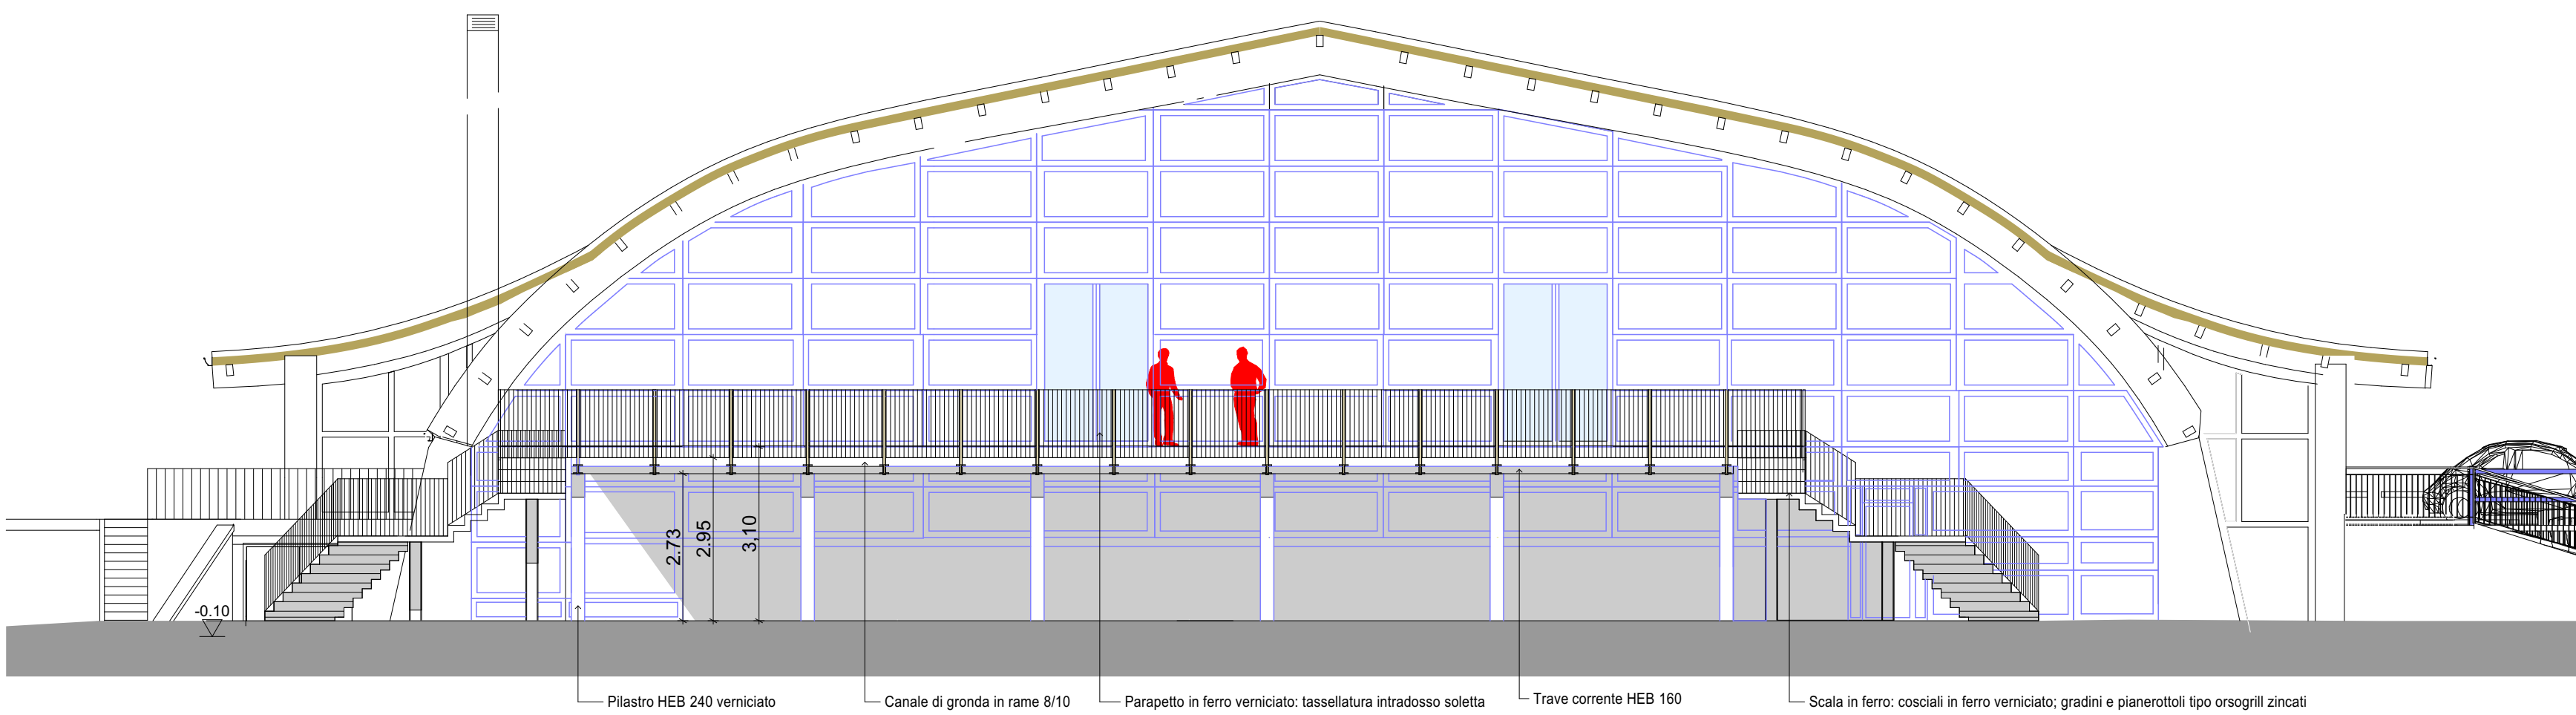 2.73
2.95
3,10
-0.10
Pilastro HEB 240 verniciato
Canale di gronda in rame 8/10
Parapetto in ferro verniciato: tassellatura intradosso soletta
Trave corrente HEB 160
Scala in ferro: cosciali in ferro verniciato; gradini e pianerottoli tipo orsogrill zincati